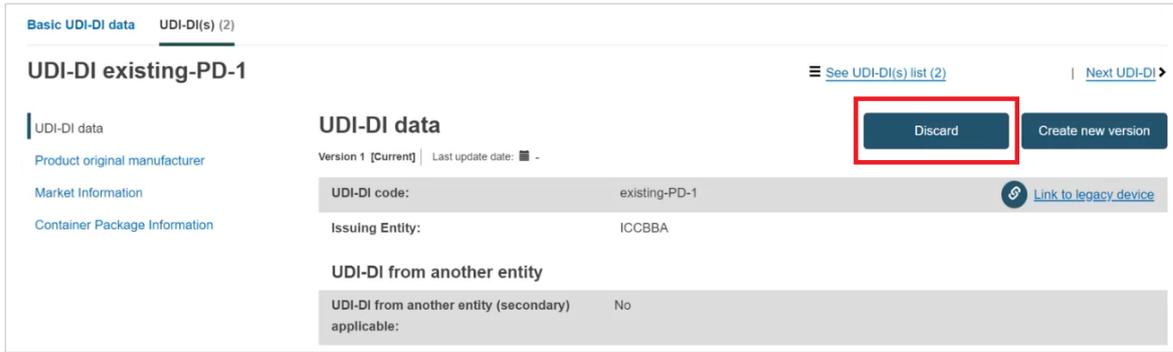 Basic UDI-DI data UDI-DI(s) (2)
UDI-DI existing-PD-1
See UDI-DI(s) list (2) | Next UDI-DI
UDI-DI data
Product original manufacturer
Market Information
Container Package Information
UDI-DI data
Discard Create new version
Version 1 [Current] Last update date: -
UDI-DI code: existing-PD-1 Link to legacy device
Issuing Entity: ICCBBA
UDI-DI from another entity
UDI-DI from another entity (secondary) No
applicable: